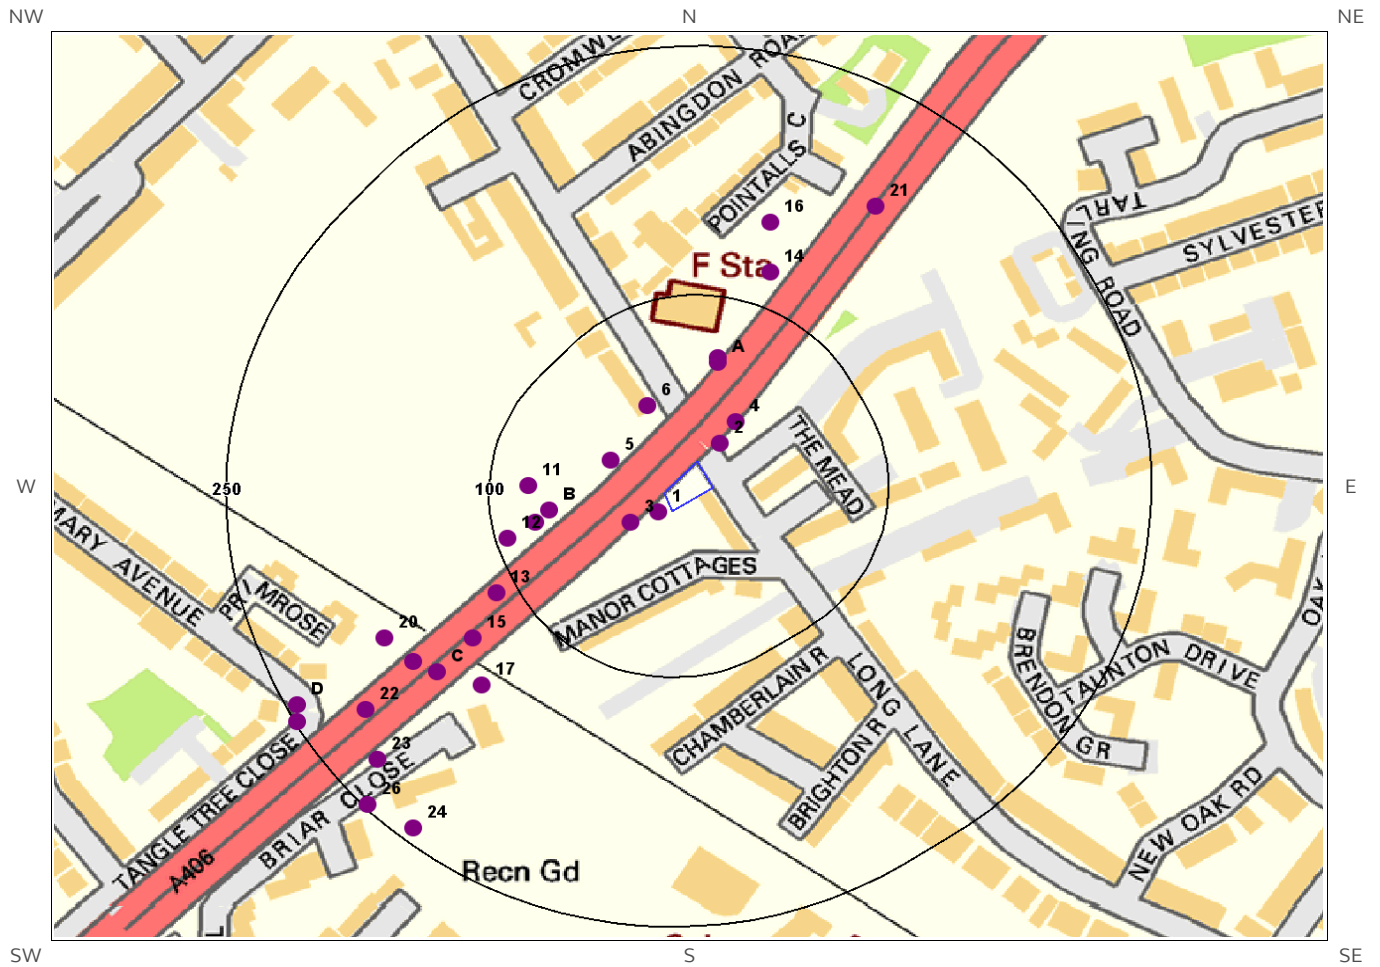 NW
N
NE
CROMWE
ABINGDON ROA
POINTALLS C
21
16
14
F Sta
TARLING ROAD
SYLVESTER
A
6
4
2
5
THE MEAD
11
W
250
100
B
1
E
3
12
MARY AVENUE
PRIMROSE
13
MANOR COTTAGES
OAK
20
15
C
17
BRENDON GR
TAUNTON DRIVE
CHAMBERLAIN R
LONG LANE
D
22
BRIGHTON R
23
TANGLE TREE CLOSE
BRIAR CLOSE
26
24
NEW OAK RD
A406
Recn Gd
L
SW
S
SE